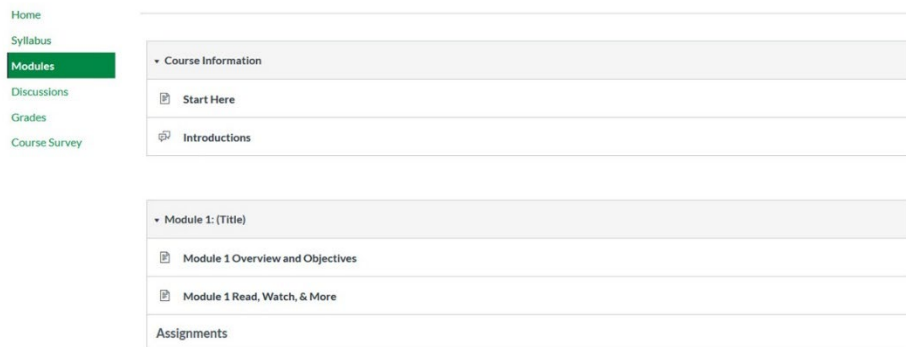 Home
Syllabus
Modules
Discussions
Grades
Course Survey
Course Information
Start Here
Introductions
Module 1: (Title)
Module 1 Overview and Objectives
Module 1 Read, Watch, & More
Assignments